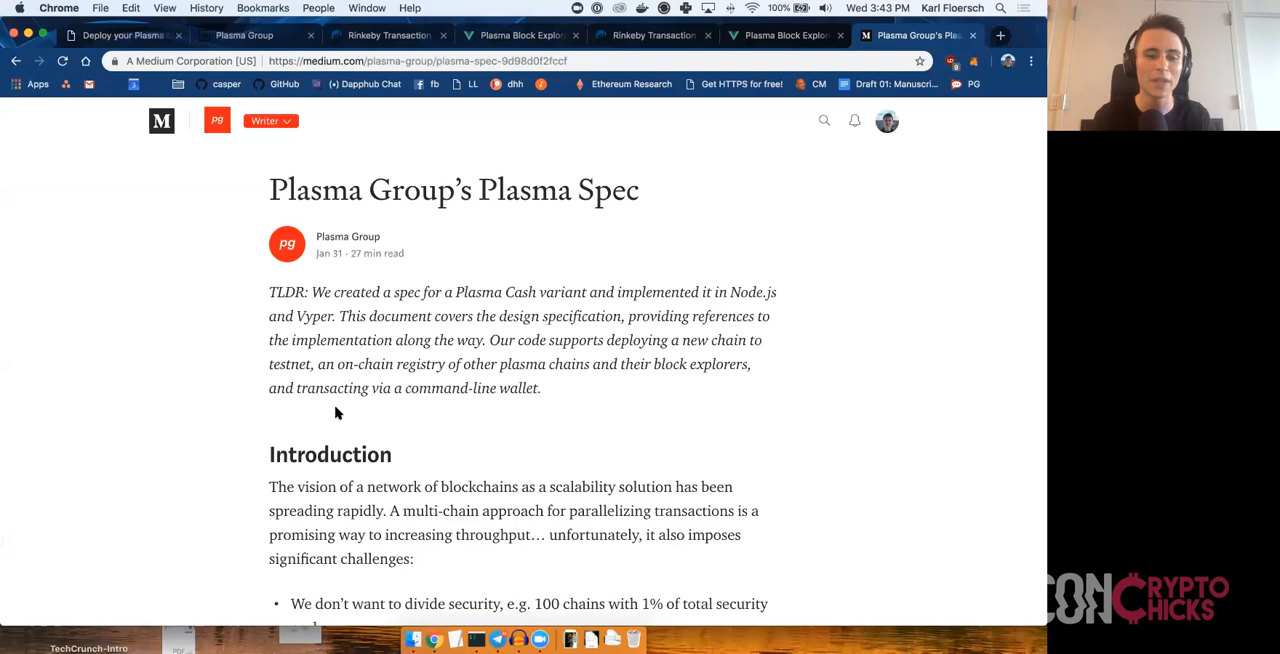 Chrome File Edit View History Bookmarks People Window Help 100% Wed 3:43 PM Karl Floersch
Deploy your Plasma Plasma Group Rinkeby Transaction Plasma Block Explor Rinkeby Transaction Plasma Block Explor Plasma Group's Plas
A Medium Corporation [US] https://medium.com/plasma-group/plasma-spec-9d98d0f2fccf
Apps casper GitHub (•) Dapphub Chat fb LL dhh Ethereum Research Get HTTPS for free! CM Draft 01: Manuscri... PG
M pg Writer
Plasma Group's Plasma Spec
pg
Plasma Group
Jan 31 · 27 min read
TLDR: We created a spec for a Plasma Cash variant and implemented it in Node.js
and Vyper. This document covers the design specification, providing references to
the implementation along the way. Our code supports deploying a new chain to
testnet, an on-chain registry of other plasma chains and their block explorers,
and transacting via a command-line wallet.
Introduction
The vision of a network of blockchains as a scalability solution has been
spreading rapidly. A multi-chain approach for parallelizing transactions is a
promising way to increasing throughput… unfortunately, it also imposes
significant challenges:
• We don't want to divide security, e.g. 100 chains with 1% of total security
CON CRYPTO
CHICKS
TechCrunch-Intro
PDF